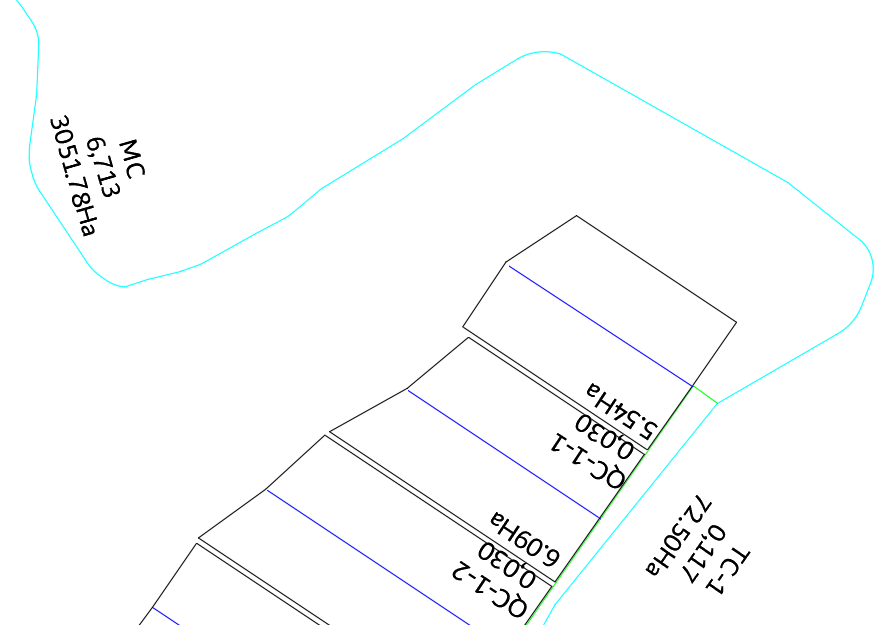 MC
6,713
3051.78Ha
QC-1-1
0,030
5.54Ha
QC-1-2
0,030
6.09Ha
TC-1
0,117
72.50Ha